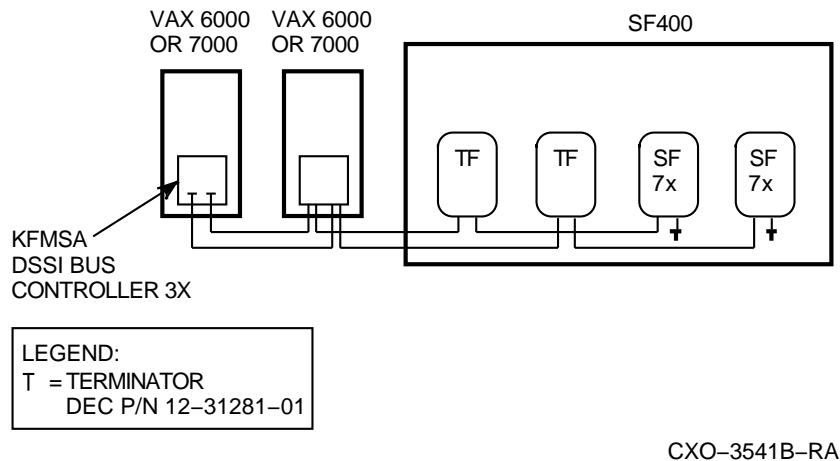 VAX 6000
OR 7000
VAX 6000
OR 7000
SF400
TF
TF
SF
7x
SF
7x
T
T
T
T
KFMSA
DSSI BUS
CONTROLLER 3X
LEGEND:
T = TERMINATOR
DEC P/N 12−31281−01
CXO−3541B−RA